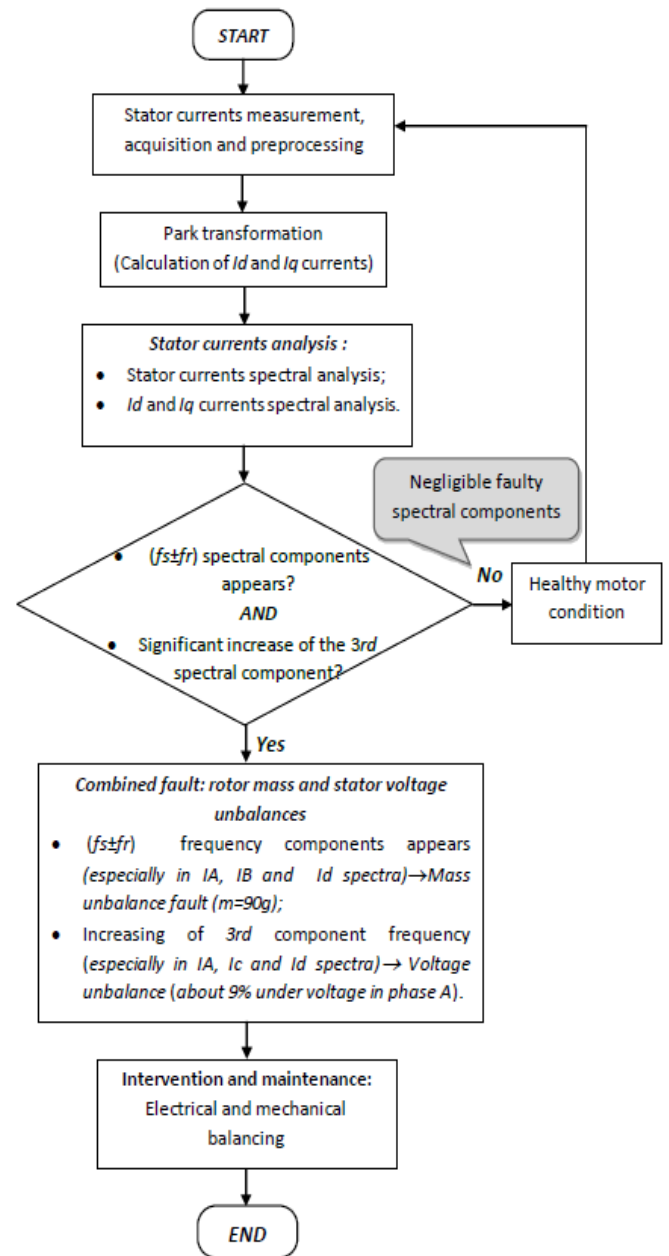 START
Stator currents measurement,
acquisition and preprocessing
Park transformation
(Calculation of Id and Iq currents)
Stator currents analysis :
• Stator currents spectral analysis;
• Id and Iq currents spectral analysis.
Negligible faulty
spectral components
• (fs±fr) spectral components
appears?
AND
• Significant increase of the 3rd
spectral component?
No
Healthy motor
condition
Yes
Combined fault: rotor mass and stator voltage
unbalances
• (fs±fr) frequency components appears
(especially in IA, IB and Id spectra)→Mass
unbalance fault (m=90g);
• Increasing of 3rd component frequency
(especially in IA, Ic and Id spectra)→ Voltage
unbalance (about 9% under voltage in phase A).
Intervention and maintenance:
Electrical and mechanical
balancing
END